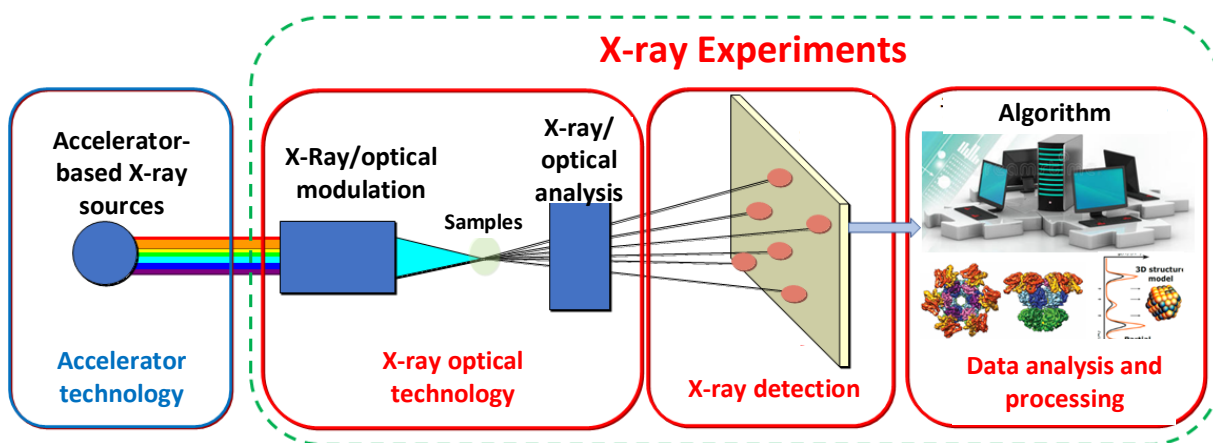 X-ray Experiments
Accelerator-
based X-ray
sources
Accelerator
technology
X-Ray/optical
modulation
Samples
X-ray/
optical
analysis
X-ray optical
technology
X-ray detection
Algorithm
3D structure
model
Data analysis and
processing